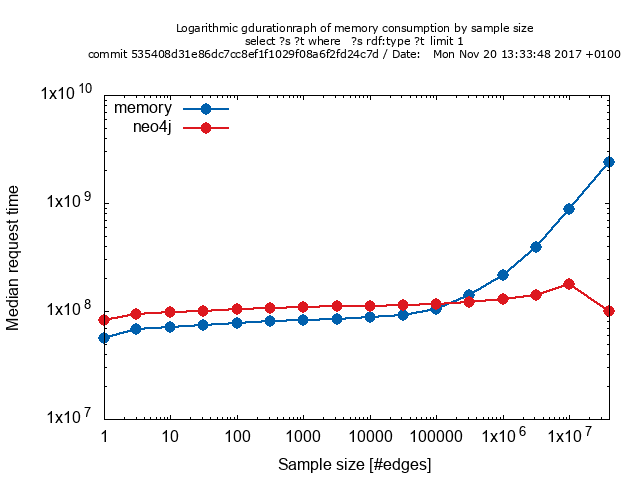 Logarithmic gdurationraph of memory consumption by sample size
select ?s ?t where   ?s rdf:type ?t  limit 1
commit 535408d31e86dc7cc8ef1f1029f08a6f2fd24c7d / Date:   Mon Nov 20 13:33:48 2017 +0100
1x10^10
memory
neo4j
1x10^9
Median request time
1x10^8
1x10^7
1 10 100 1000 10000 100000 1x10^6 1x10^7
Sample size [#edges]